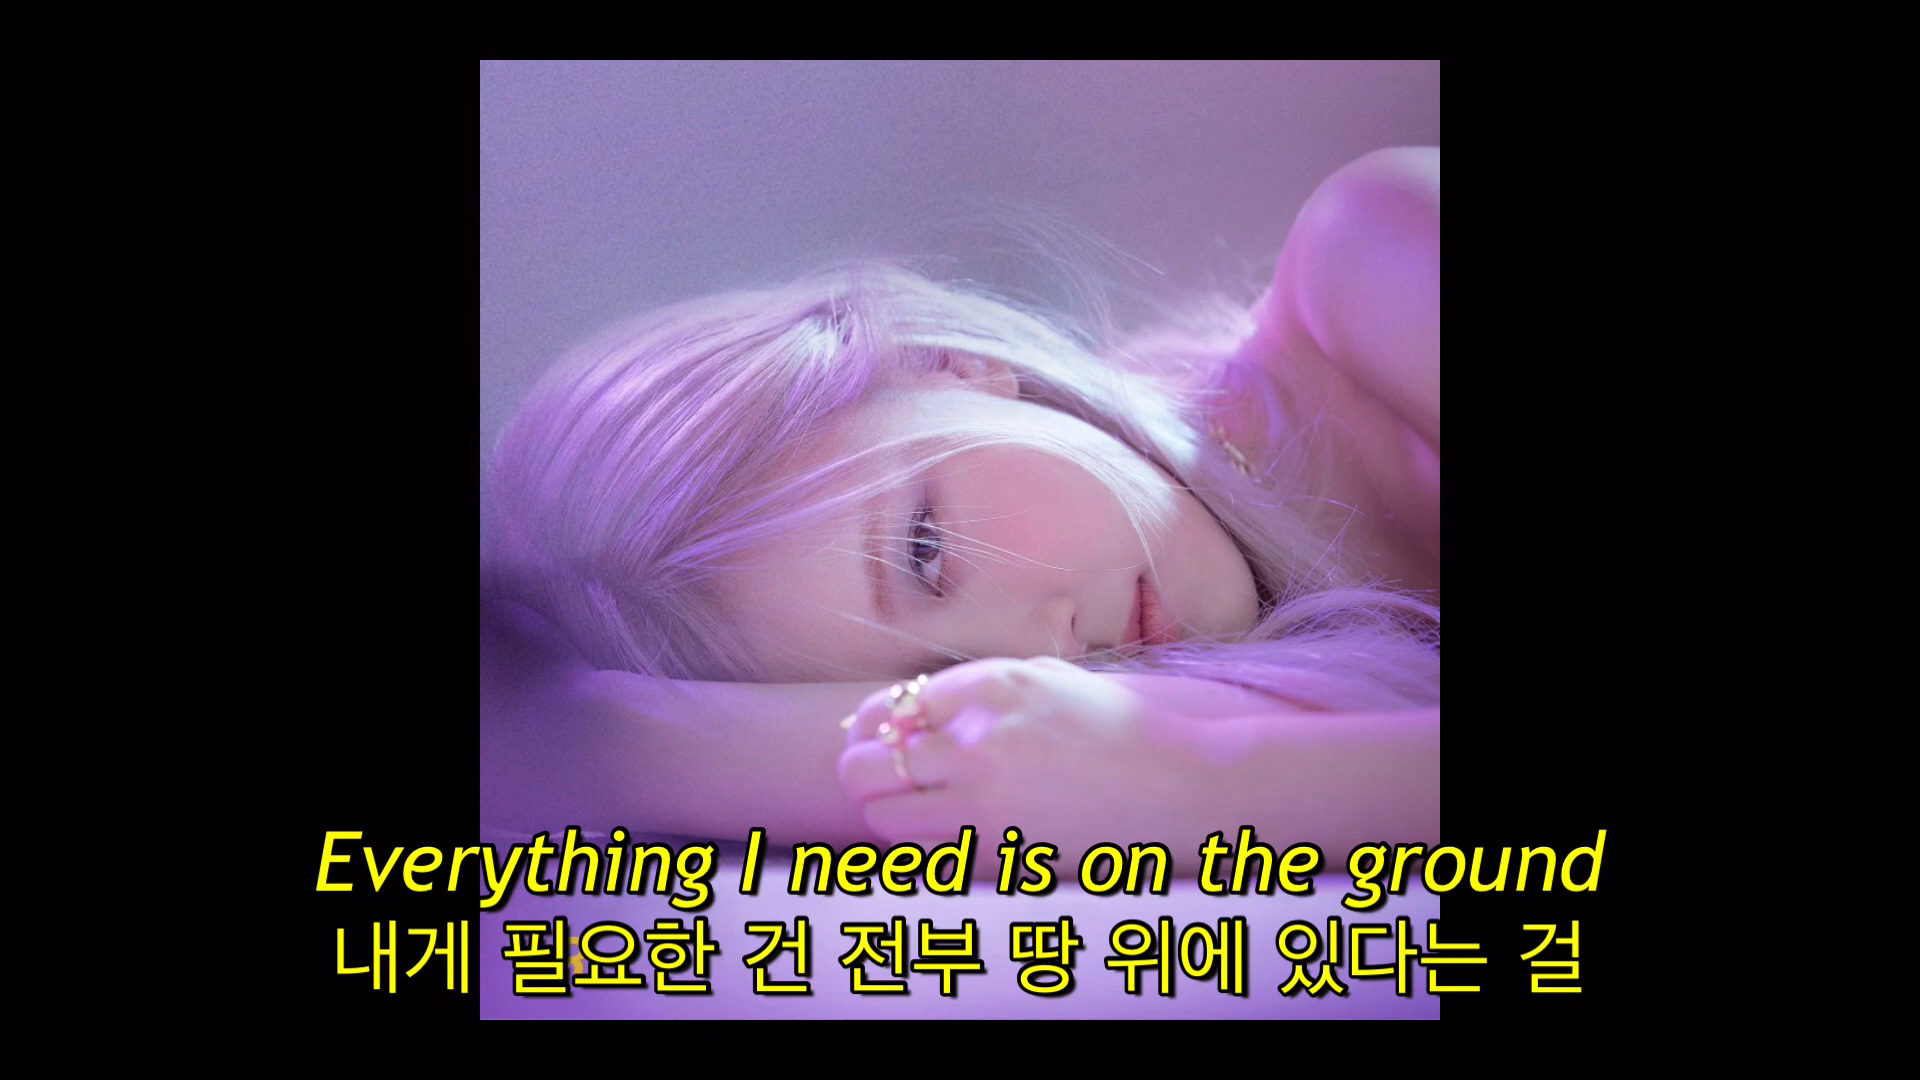 Everything I need is on the ground
내게 필요한 건 전부 땅 위에 있다는 걸